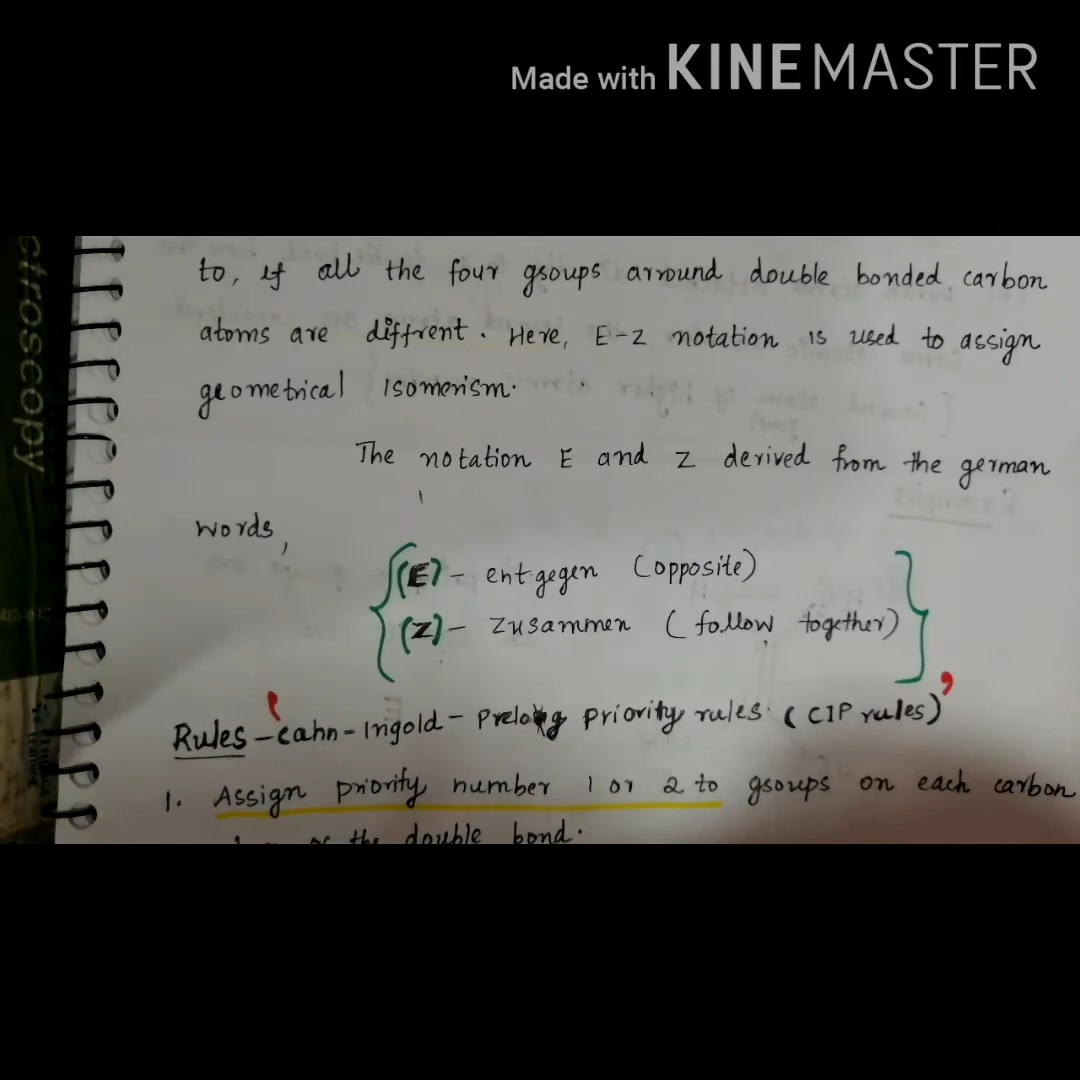 Made with KINEMASTER
ctroscopy
to, if all the four gsoups arround double bonded carbon
atoms are diffrent. Here, E-Z notation is used to assign
geometrical Isomerism.
The notation E and Z derived from the german
words,
(E) - entgegen (opposite)
(Z) - Zusammen (follow together)
Rules - cahn - Ingold - Prelog priority rules. (CIP rules)
1. Assign priority number 1 or 2 to gsoups on each carbon
the double bond.